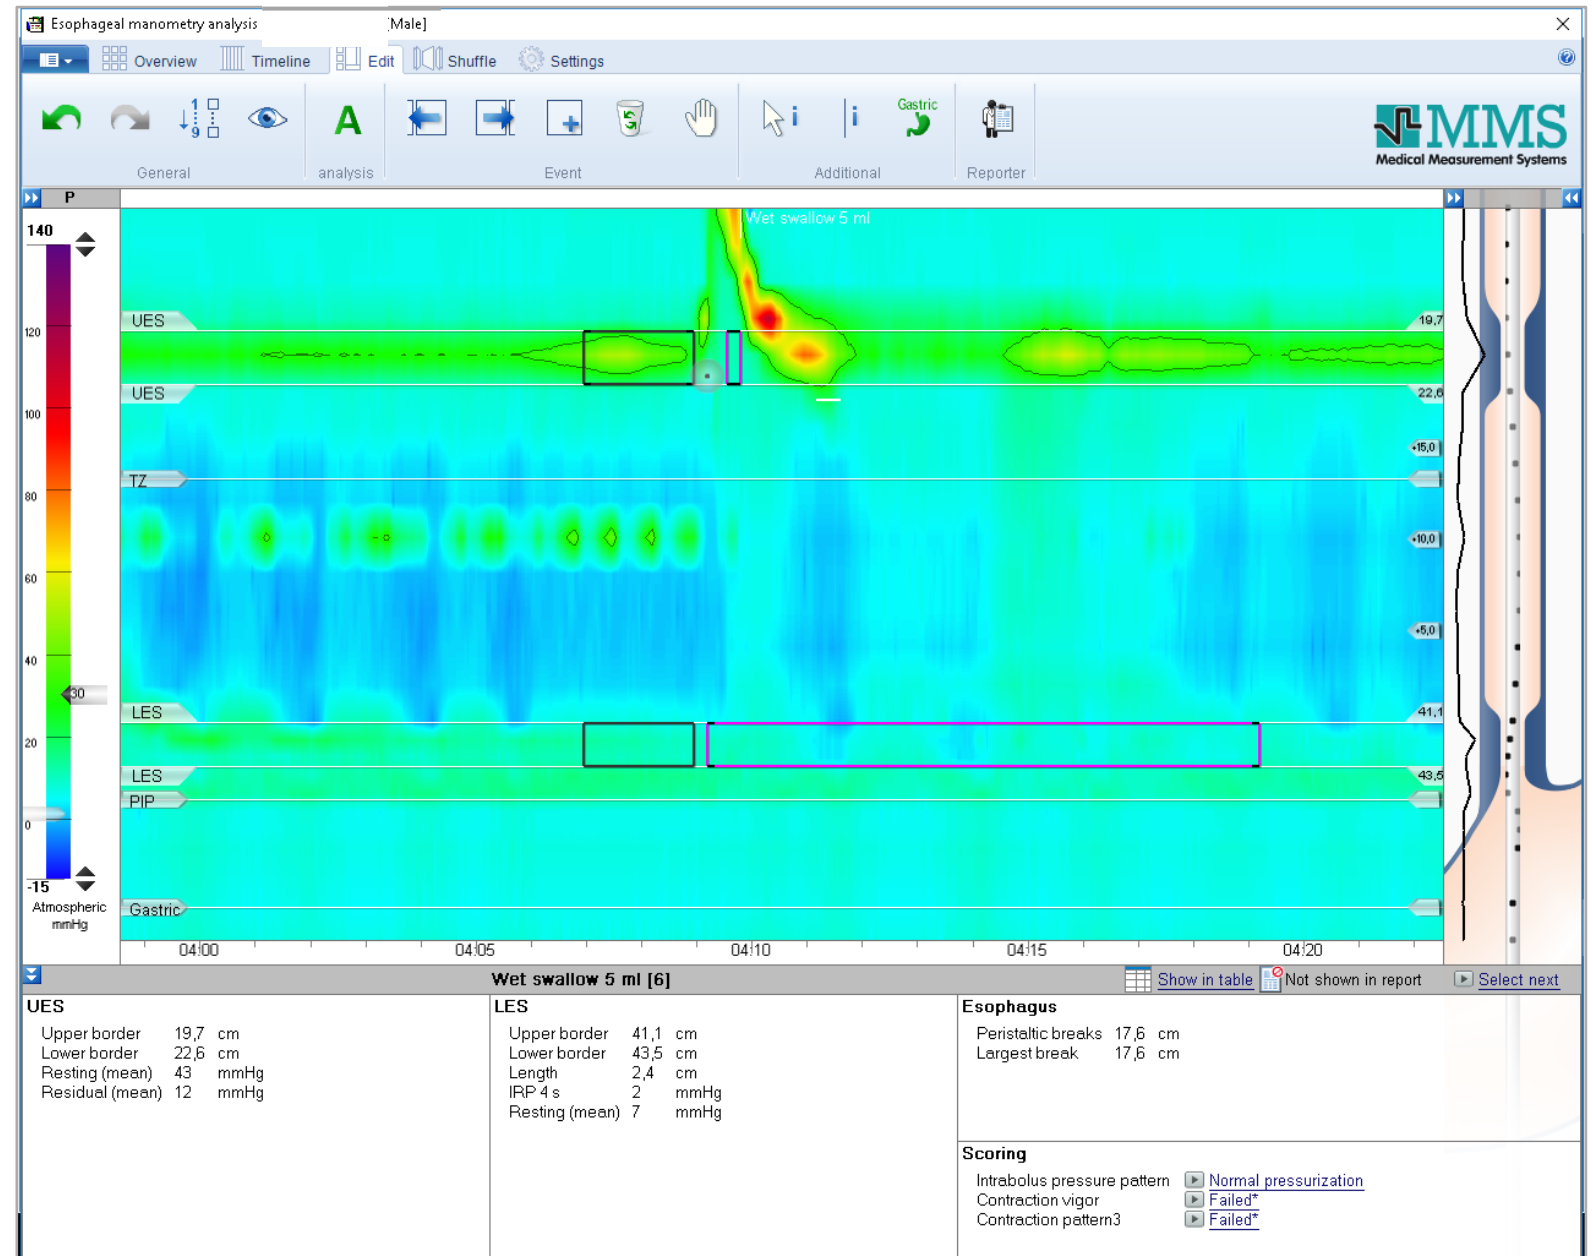 Esophageal manometry analysis [Male]
Overview Timeline Edit Shuffle Settings
1
9
A
i i Gastric
General analysis Event Additional Reporter
MMS
Medical Measurement Systems
P
140
120
100
80
60
40
30
20
0
-15
Atmospheric
mmHg
Wet swallow 5 ml
UES 19,7
UES 22,6
+15,0
TZ
+10,0
+5,0
LES 41,1
LES 43,5
PIP
Gastric
04:00 04:05 04:10 04:15 04:20
Wet swallow 5 ml [6] Show in table Not shown in report Select next
UES
Upper border 19,7 cm
Lower border 22,6 cm
Resting (mean) 43 mmHg
Residual (mean) 12 mmHg
LES
Upper border 41,1 cm
Lower border 43,5 cm
Length 2,4 cm
IRP 4 s 2 mmHg
Resting (mean) 7 mmHg
Esophagus
Peristaltic breaks 17,6 cm
Largest break 17,6 cm
Scoring
Intrabolus pressure pattern Normal pressurization
Contraction vigor Failed*
Contraction pattern3 Failed*